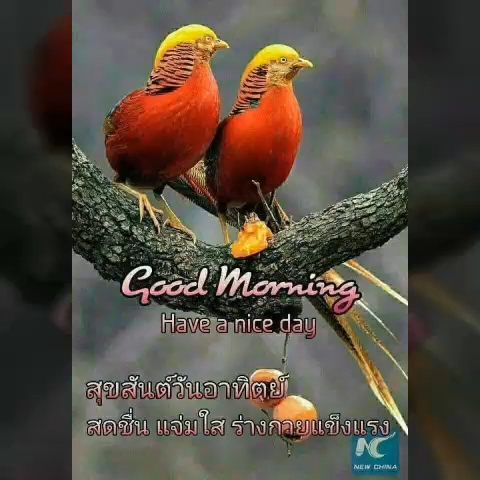 Good Morning
Have a nice day
สุขสันต์วันอาทิตย์
สดชื่น แจ่มใส ร่างกายแข็งแรง
NC
NEW CHINA